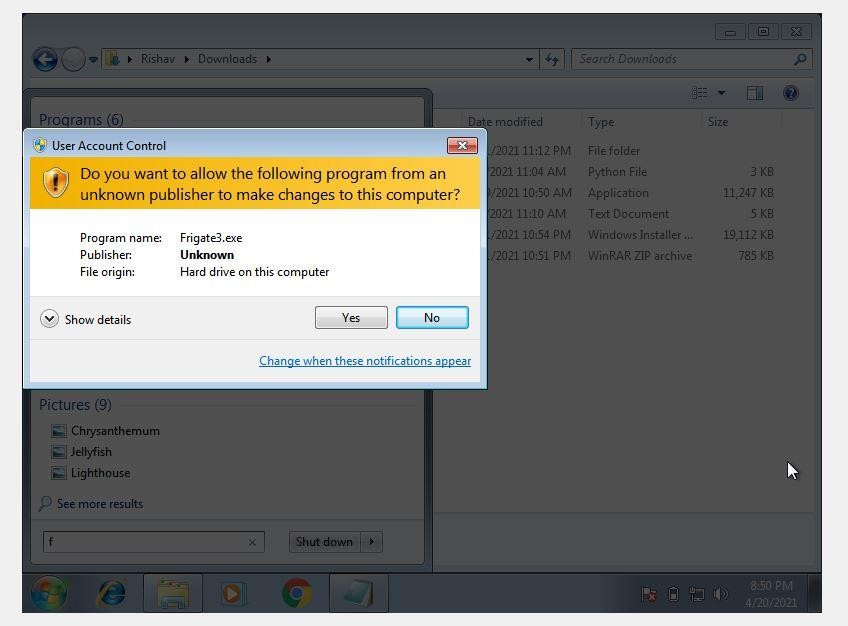 Rishav
Downloads
Search Downloads
Programs (6)
Date modified
Type
Size
/2021 11:12 PM File folder
2021 11:04 AM Python File 3 KB
/2021 10:50 AM Application 11,247 KB
2021 11:10 AM Text Document 5 KB
/2021 10:54 PM Windows Installer ... 19,112 KB
/2021 10:51 PM WinRAR ZIP archive 785 KB
User Account Control
Do you want to allow the following program from an
unknown publisher to make changes to this computer?
Program name: Frigate3.exe
Publisher: Unknown
File origin: Hard drive on this computer
Show details
Yes
No
Change when these notifications appear
Pictures (9)
Chrysanthemum
Jellyfish
Lighthouse
See more results
f
Shut down
8:50 PM
4/20/2021